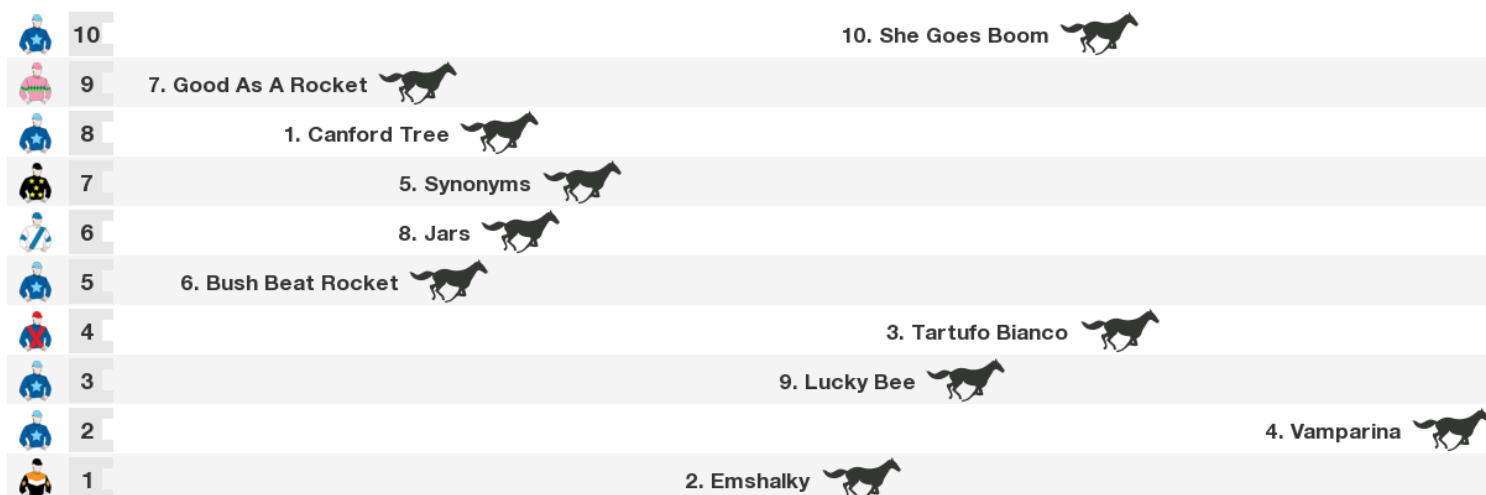 10 10. She Goes Boom
9 7. Good As A Rocket
8 1. Canford Tree
7 5. Synonyms
6 8. Jars
5 6. Bush Beat Rocket
4 3. Tartufo Bianco
3 9. Lucky Bee
2 4. Vamparina
1 2. Emshalky